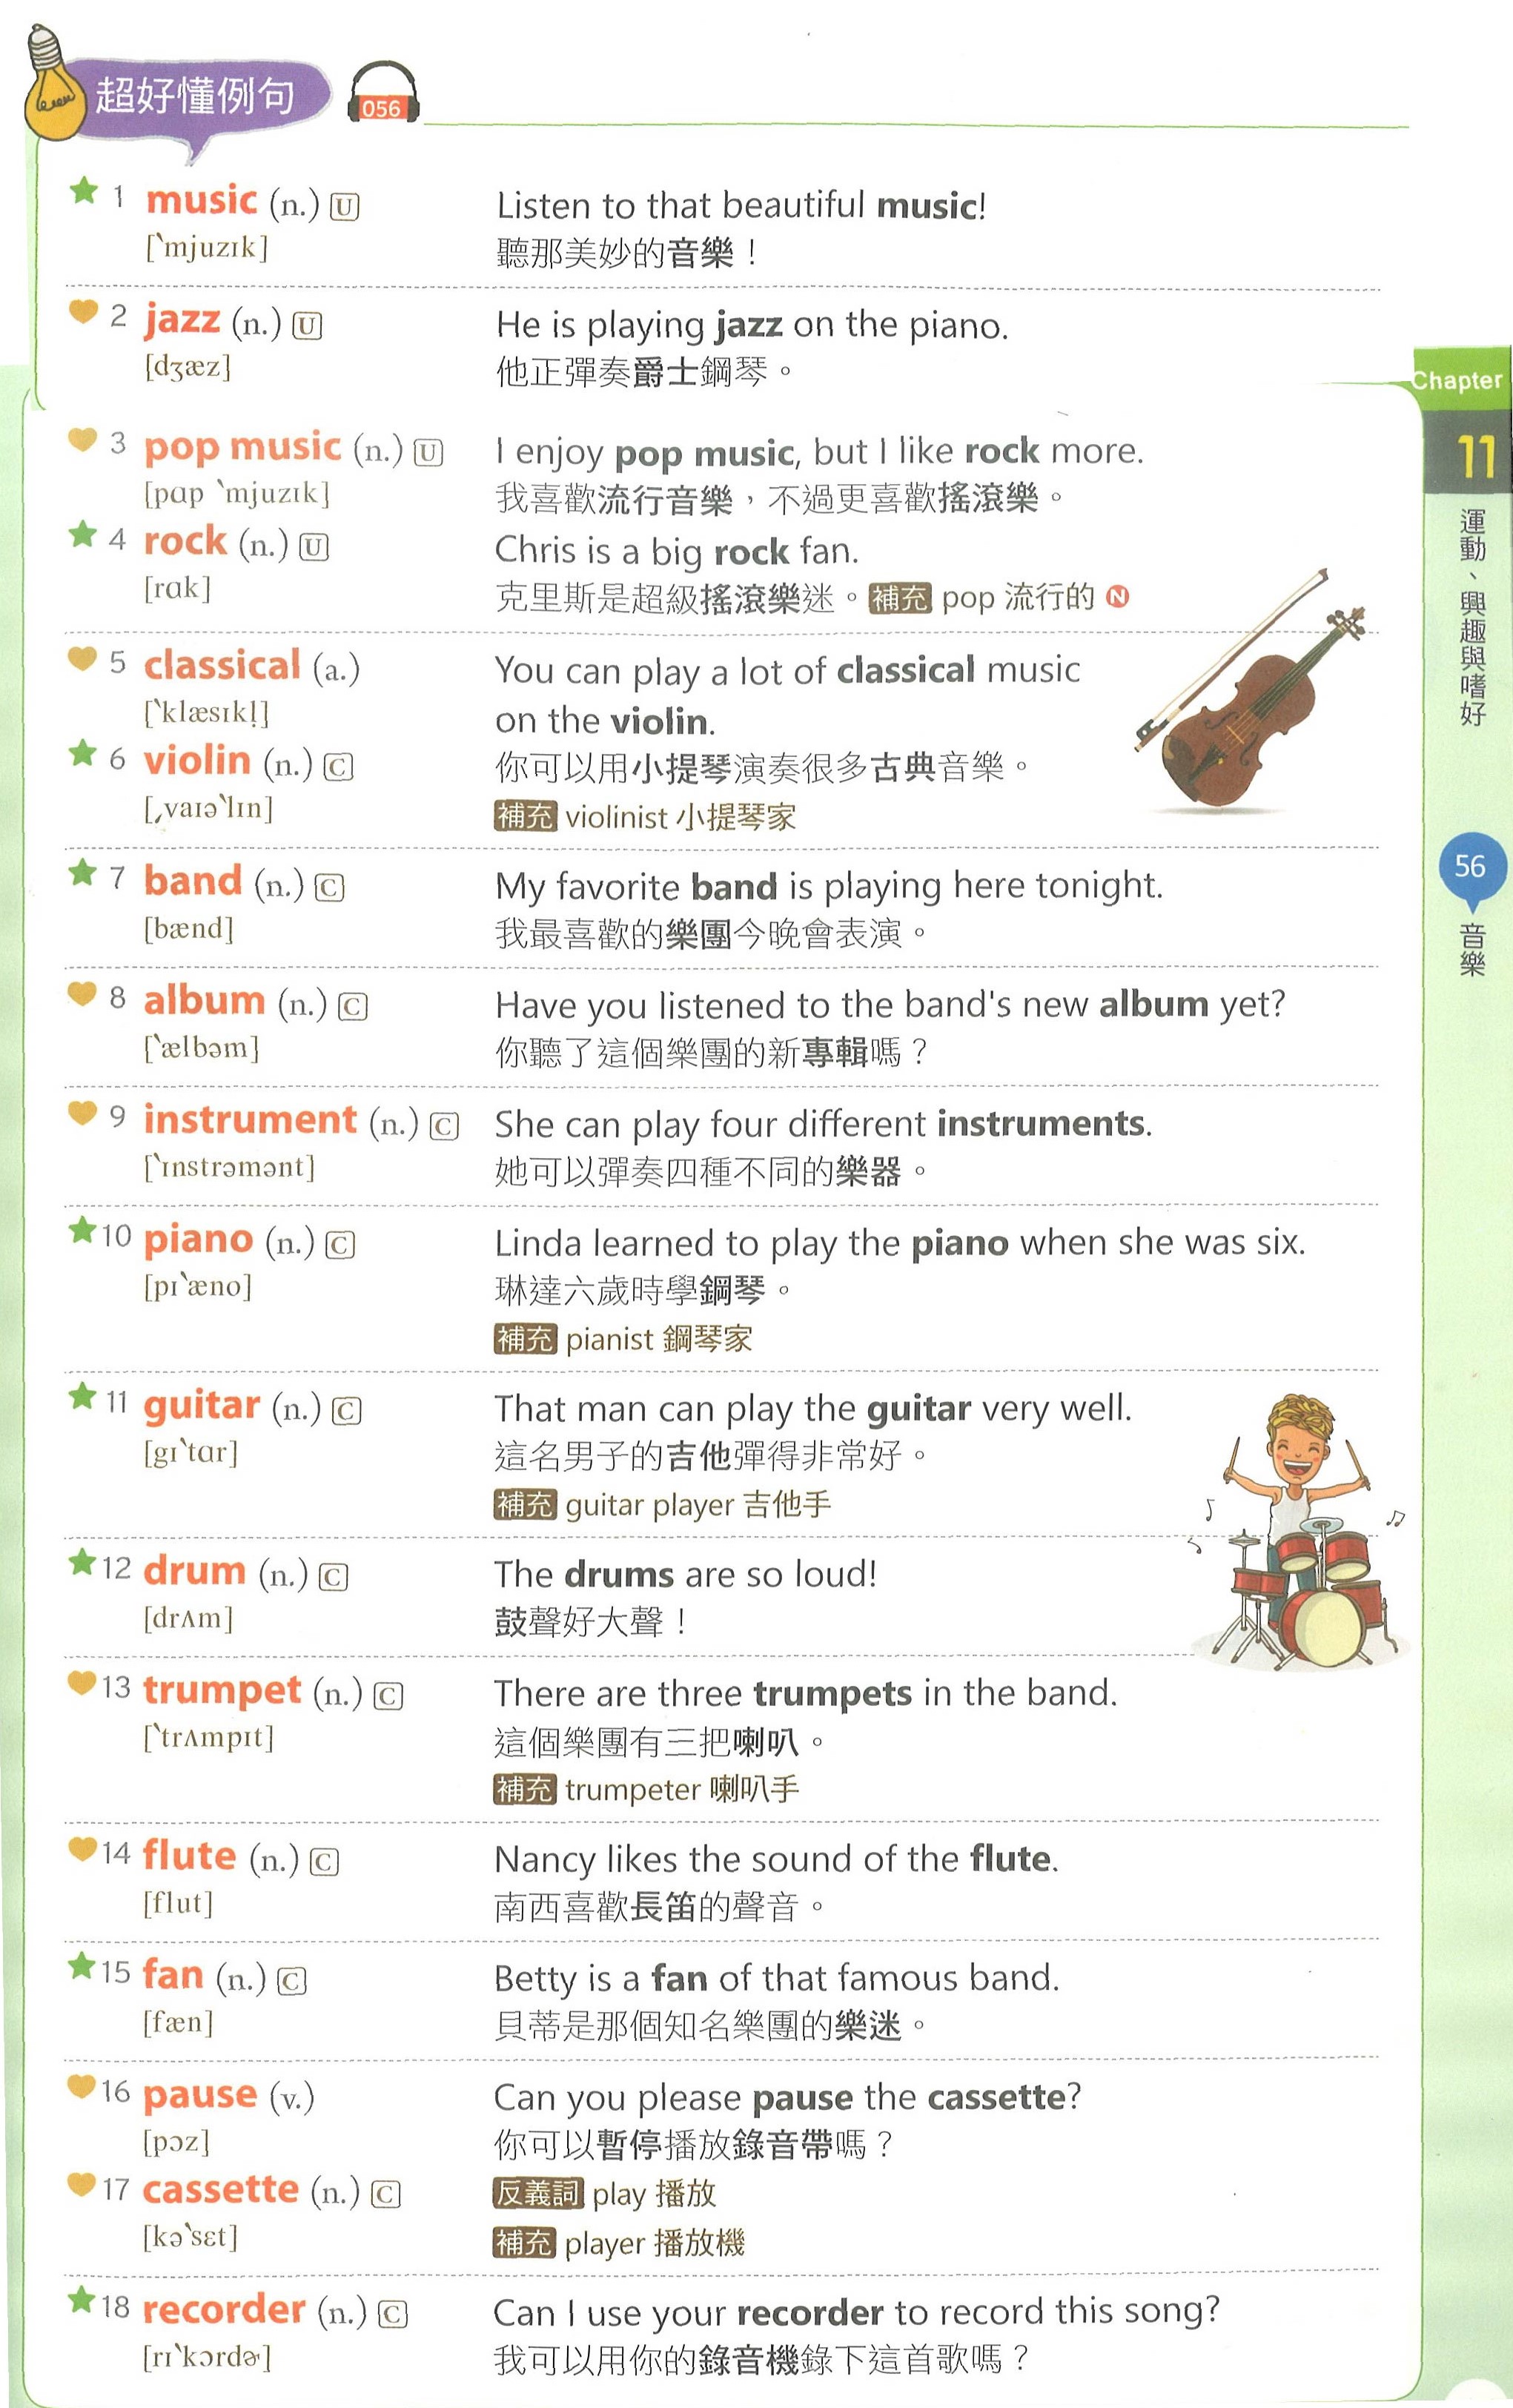 超好懂例句 056
1 music (n.) U
[ˋmjuzɪk]
Listen to that beautiful music!
聽那美妙的音樂！
2 jazz (n.) U
[dʒæz]
He is playing jazz on the piano.
他正彈奏爵士鋼琴。
3 pop music (n.) U
[pɑp ˋmjuzɪk]
I enjoy pop music, but I like rock more.
我喜歡流行音樂，不過更喜歡搖滾樂。
4 rock (n.) U
[rɑk]
Chris is a big rock fan.
克里斯是超級搖滾樂迷。補充 pop 流行的 N
5 classical (a.)
[ˋklæsɪkḷ]
6 violin (n.) C
[ˏvaɪəˋlɪn]
You can play a lot of classical music
on the violin.
你可以用小提琴演奏很多古典音樂。
補充 violinist 小提琴家
7 band (n.) C
[bænd]
My favorite band is playing here tonight.
我最喜歡的樂團今晚會表演。
8 album (n.) C
[ˋælbəm]
Have you listened to the band's new album yet?
你聽了這個樂團的新專輯嗎？
9 instrument (n.) C
[ˋɪnstrəmənt]
She can play four different instruments.
她可以彈奏四種不同的樂器。
10 piano (n.) C
[pɪˋæno]
Linda learned to play the piano when she was six.
琳達六歲時學鋼琴。
補充 pianist 鋼琴家
11 guitar (n.) C
[gɪˋtɑr]
That man can play the guitar very well.
這名男子的吉他彈得非常好。
補充 guitar player 吉他手
12 drum (n.) C
[drʌm]
The drums are so loud!
鼓聲好大聲！
13 trumpet (n.) C
[ˋtrʌmpɪt]
There are three trumpets in the band.
這個樂團有三把喇叭。
補充 trumpeter 喇叭手
14 flute (n.) C
[flut]
Nancy likes the sound of the flute.
南西喜歡長笛的聲音。
15 fan (n.) C
[fæn]
Betty is a fan of that famous band.
貝蒂是那個知名樂團的樂迷。
16 pause (v.)
[pɔz]
17 cassette (n.) C
[kəˋsɛt]
Can you please pause the cassette?
你可以暫停播放錄音帶嗎？
反義詞 play 播放
補充 player 播放機
18 recorder (n.) C
[rɪˋkɔrdɚ]
Can I use your recorder to record this song?
我可以用你的錄音機錄下這首歌嗎？
Chapter
11
運動、興趣與嗜好
56
音樂